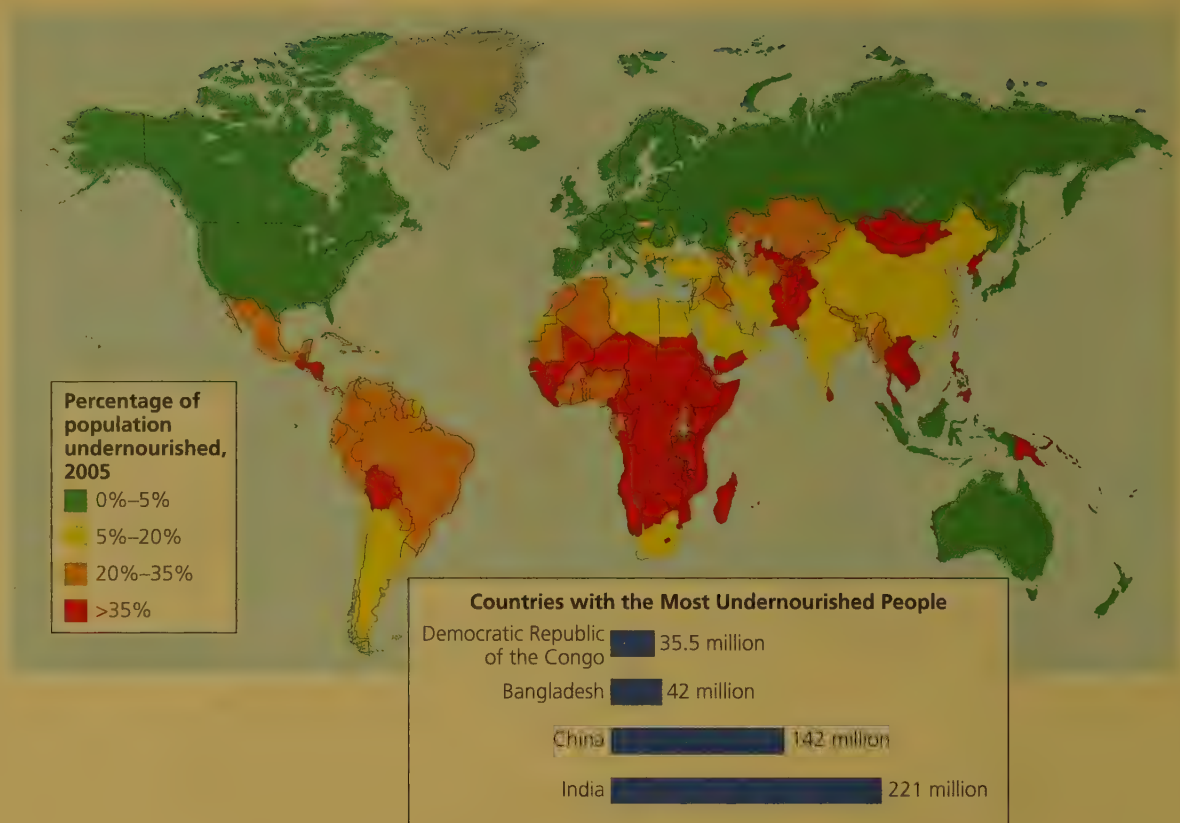 Percentage of
population
undernourished,
2005
0%–5%
5%–20%
20%–35%
>35%
Countries with the Most Undernourished People
Democratic Republic
of the Congo
35.5 million
Bangladesh
42 million
China
142 million
India
221 million